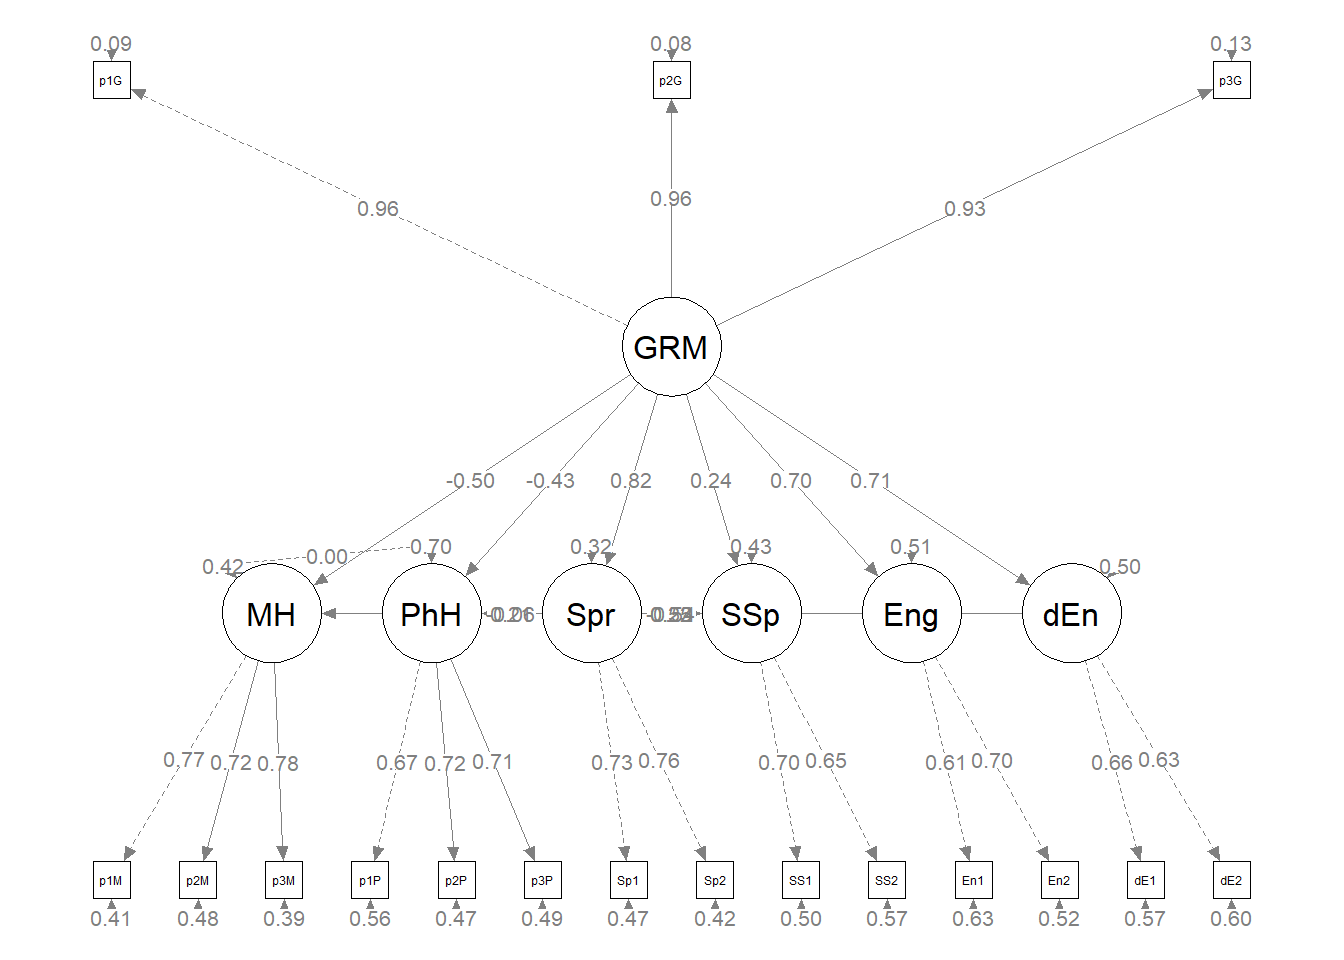 0.09 0.08 0.13
p1G p2G p3G
0.96 0.96 0.93
GRM
-0.50 -0.43 0.82 0.24 0.70 0.71
0.42 0.00 0.70 0.32 0.43 0.51 0.50
MH PhH Spr SSp Eng dEn
0.77 0.72 0.78 0.67 0.72 0.71 0.73 0.76 0.70 0.65 0.61 0.70 0.66 0.63
p1M p2M p3M p1P p2P p3P Sp1 Sp2 SS1 SS2 En1 En2 dE1 dE2
0.41 0.48 0.39 0.56 0.47 0.49 0.47 0.42 0.50 0.57 0.63 0.52 0.57 0.60